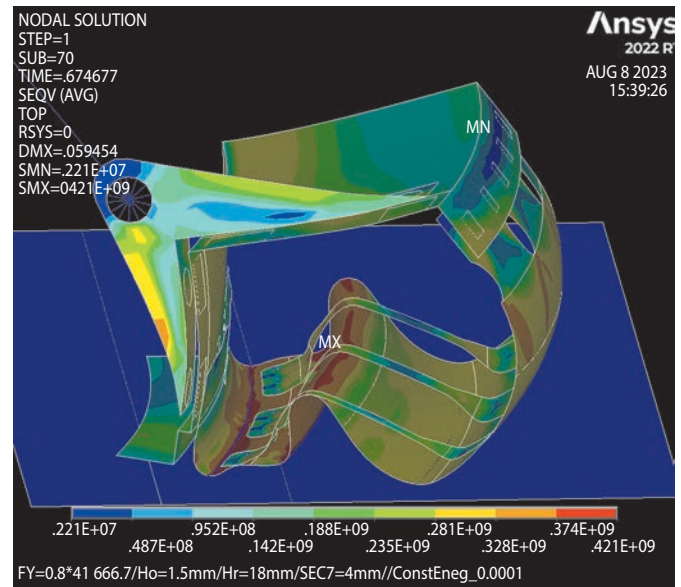 NODAL SOLUTION
STEP=1
SUB=70
TIME=.674677
SEQV (AVG)
TOP
RSYS=0
DMX=.059454
SMN=.221E+07
SMX=0421E+09
Ansys
2022 R1
AUG 8 2023
15:39:26
MN
MX
.221E+07 .952E+08 .188E+09 .281E+09 .374E+09
.487E+08 .142E+09 .235E+09 .328E+09 .421E+09
FY=0.8*41 666.7/Ho=1.5mm/Hr=18mm/SEC7=4mm//ConstEneg_0.0001